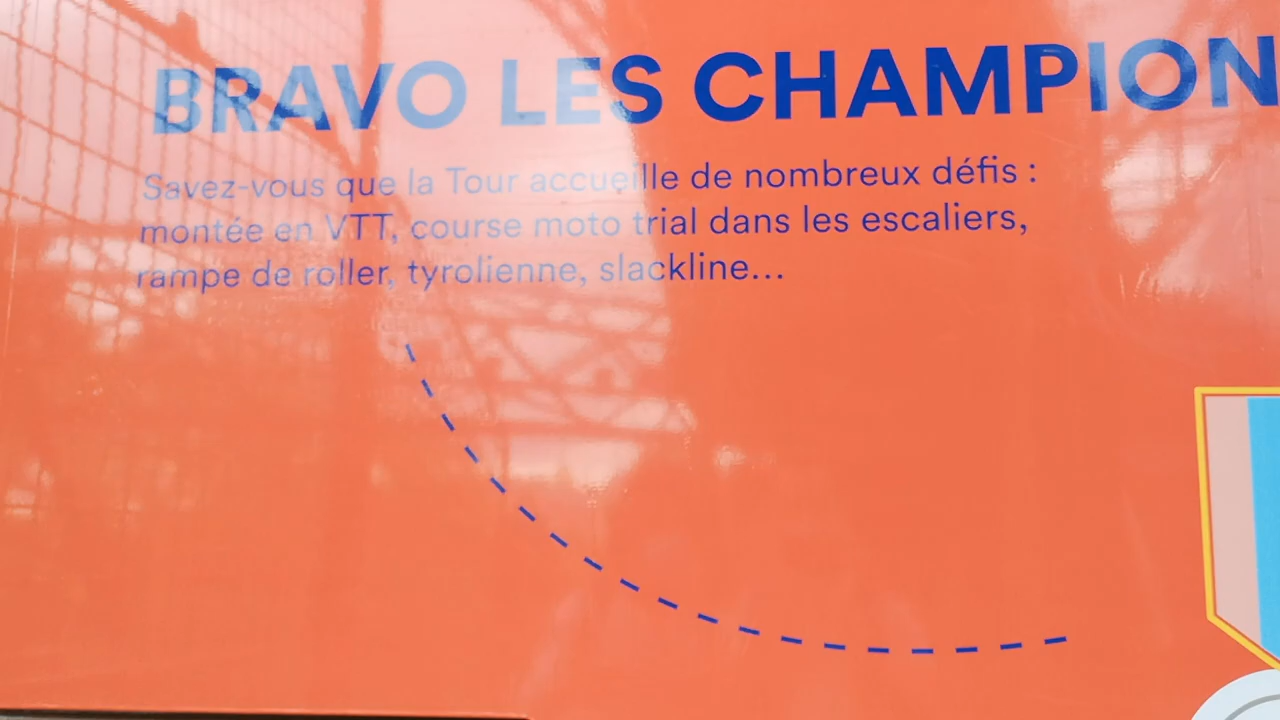 BRAVO LES CHAMPION
Savez-vous que la Tour accueille de nombreux défis :
montée en VTT, course moto trial dans les escaliers,
rampe de roller, tyrolienne, slackline...